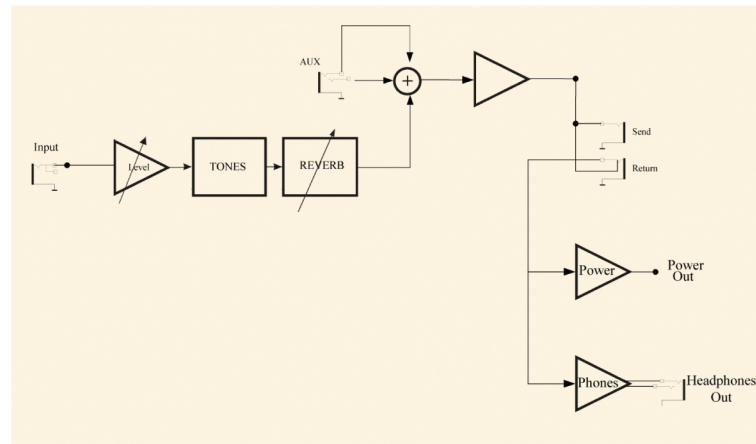 AUX
+
Send
Input
Level
TONES
REVERB
Return
Power
Power
Out
Phones
Headphones
Out